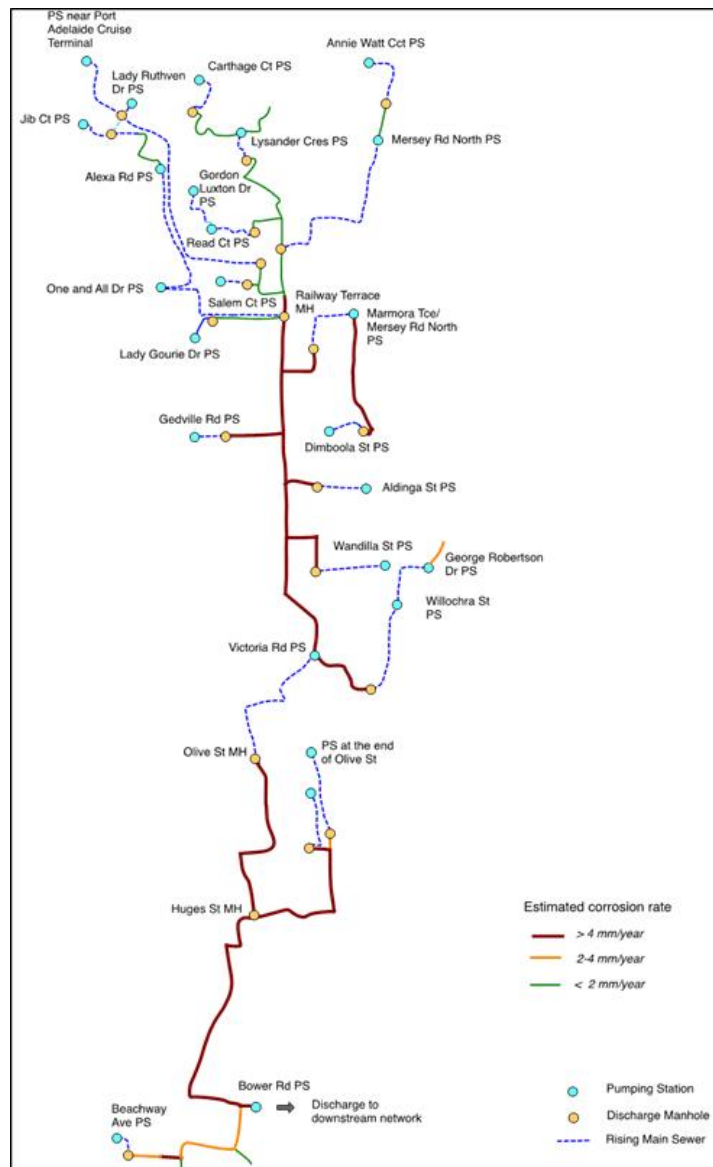 PS near Port
Adelaide Cruise
Terminal
Annie Watt Cct PS
Carthage Ct PS
Lady Ruthven
Dr PS
Jib Ct PS
Lysander Cres PS
Mersey Rd North PS
Alexa Rd PS
Gordon
Luxton Dr
PS
Read Ct PS
One and All Dr PS
Salem Ct PS
Railway Terrace
MH
Marmora Tce/
Mersey Rd North
PS
Lady Gourie Dr PS
Gedville Rd PS
Dimboola St PS
Aldinga St PS
Wandilla St PS
George Robertson
Dr PS
Willochra St
PS
Victoria Rd PS
Olive St MH
PS at the end
of Olive St
Huges St MH
Estimated corrosion rate
> 4 mm/year
2-4 mm/year
< 2 mm/year
Bower Rd PS
Discharge to
downstream network
Beachway
Ave PS
Pumping Station
Discharge Manhole
Rising Main Sewer